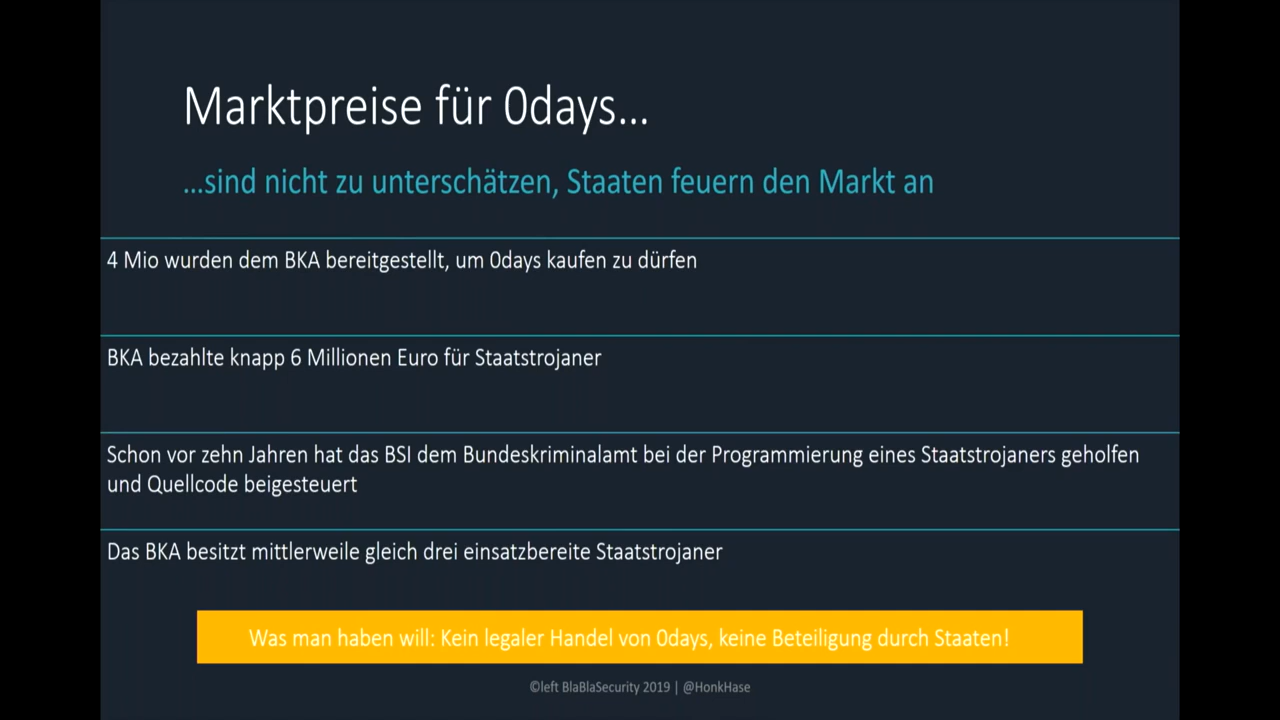 Marktpreise für 0days...
...sind nicht zu unterschätzen, Staaten feuern den Markt an
4 Mio wurden dem BKA bereitgestellt, um 0days kaufen zu dürfen
BKA bezahlte knapp 6 Millionen Euro für Staatstrojaner
Schon vor zehn Jahren hat das BSI dem Bundeskriminalamt bei der Programmierung eines Staatstrojaners geholfen
und Quellcode beigesteuert
Das BKA besitzt mittlerweile gleich drei einsatzbereite Staatstrojaner
Was man haben will: Kein legaler Handel von 0days, keine Beteiligung durch Staaten!
©left BlaBlaSecurity 2019 | @HonkHase